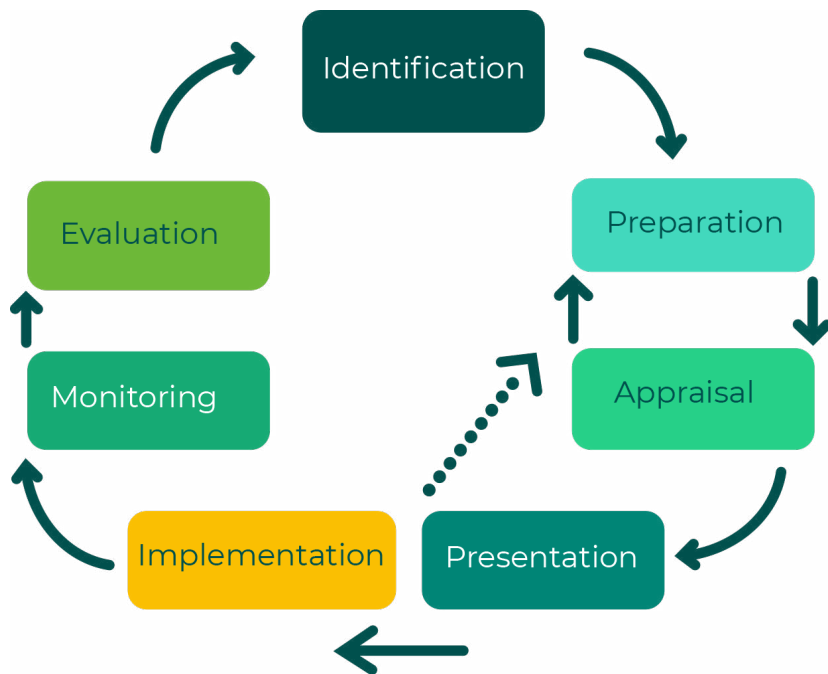 Identification
Preparation
Appraisal
Presentation
Implementation
Monitoring
Evaluation